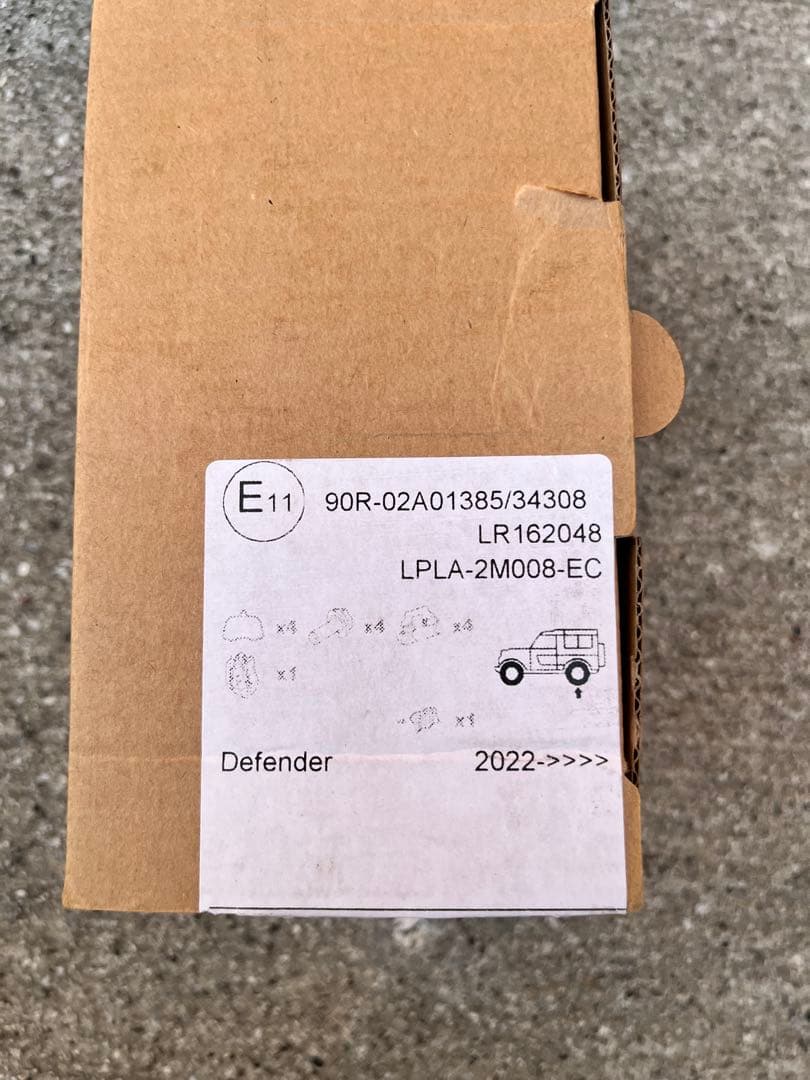 E11 90R-02A01385/34308
LR162048
LPLA-2M008-EC
x4 x4 x4
x1
x1
Defender 2022->>>>